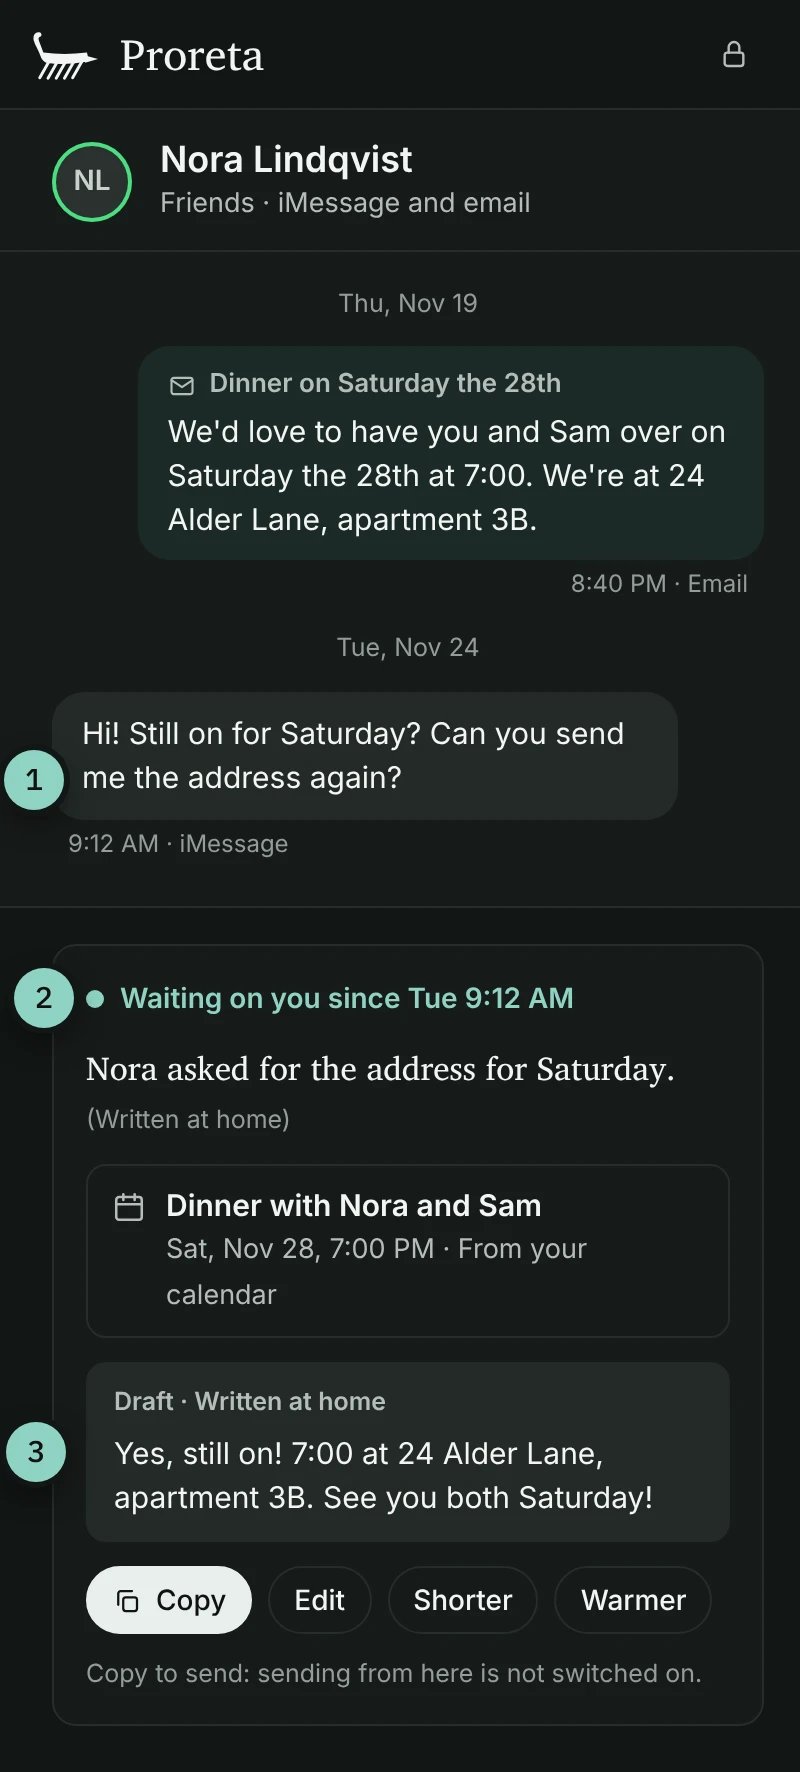 Proreta
NL
Nora Lindqvist
Friends · iMessage and email
Thu, Nov 19
Dinner on Saturday the 28th
We'd love to have you and Sam over on
Saturday the 28th at 7:00. We're at 24
Alder Lane, apartment 3B.
8:40 PM · Email
Tue, Nov 24
Hi! Still on for Saturday? Can you send
me the address again?
1
9:12 AM · iMessage
2
Waiting on you since Tue 9:12 AM
Nora asked for the address for Saturday.
(Written at home)
Dinner with Nora and Sam
Sat, Nov 28, 7:00 PM · From your
calendar
Draft · Written at home
3
Yes, still on! 7:00 at 24 Alder Lane,
apartment 3B. See you both Saturday!
Copy Edit Shorter Warmer
Copy to send: sending from here is not switched on.